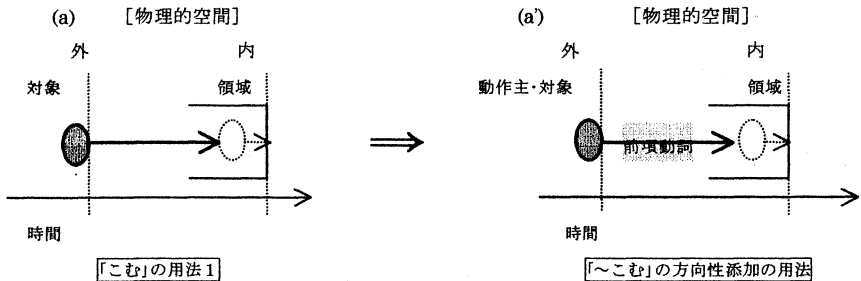 (a) [物理的空間]
外 内
対象 領域
時間
「こむ」の用法1
(a') [物理的空間]
外 内
動作主・対象 領域
前項動詞
時間
「～こむ」の方向性添加の用法